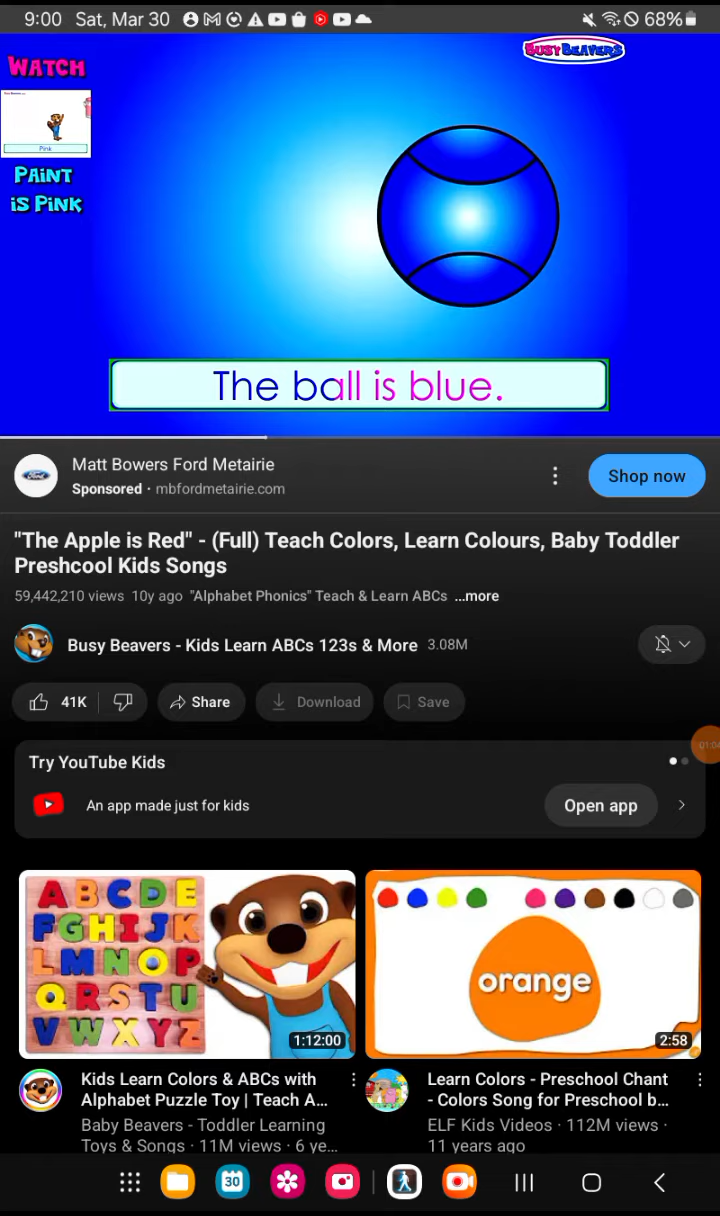 9:00 Sat, Mar 30
68%
BUSY BEAVERS
WATCH
Pink
PAiNT
iS PiNK
The ball is blue.
Matt Bowers Ford Metairie
Sponsored · mbfordmetairie.com
Shop now
"The Apple is Red" - (Full) Teach Colors, Learn Colours, Baby Toddler
Preshcool Kids Songs
59,442,210 views 10y ago "Alphabet Phonics" Teach & Learn ABCs ...more
Busy Beavers - Kids Learn ABCs 123s & More 3.08M
41K
Share
Download
Save
Try YouTube Kids
An app made just for kids
Open app
A B C D E
F G H I J K
L M N O P
Q R S T U
V W X Y Z
1:12:00
orange
2:58
Kids Learn Colors & ABCs with
Alphabet Puzzle Toy | Teach A...
Baby Beavers - Toddler Learning
Toys & Songs · 11M views · 6 ye...
Learn Colors - Preschool Chant
- Colors Song for Preschool b...
ELF Kids Videos · 112M views ·
11 years ago
30